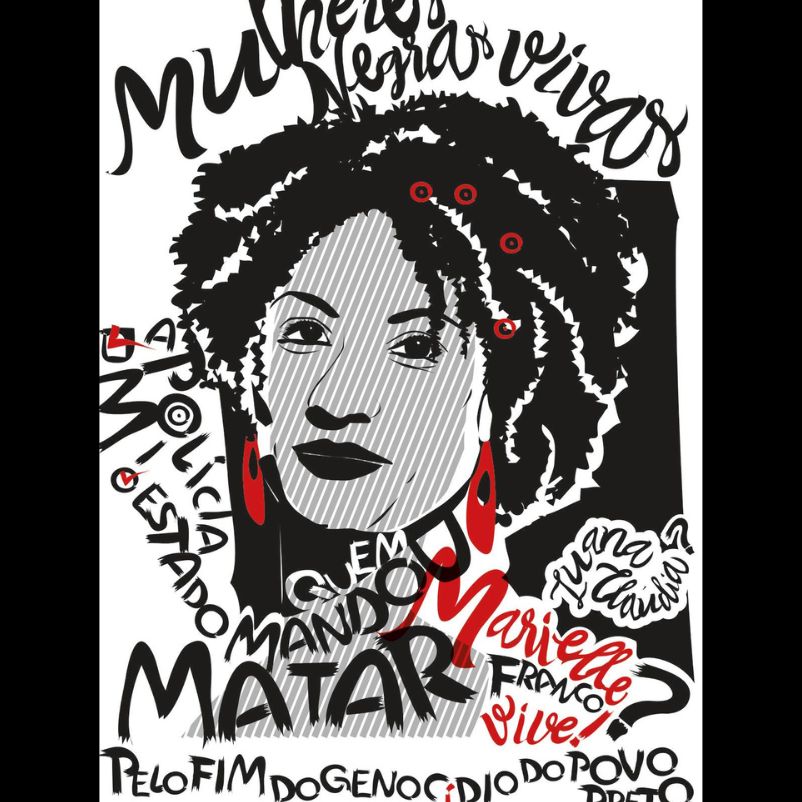 Mulheres
Negras Vivas
A POLÍCIA
O ESTADO
QUEM
MANDOU
MATAR
Marielle
FRANCO
vive!
?
Luana
Cláudia?
PELO FIM DO GENOCÍDIO DO POVO
PRETO